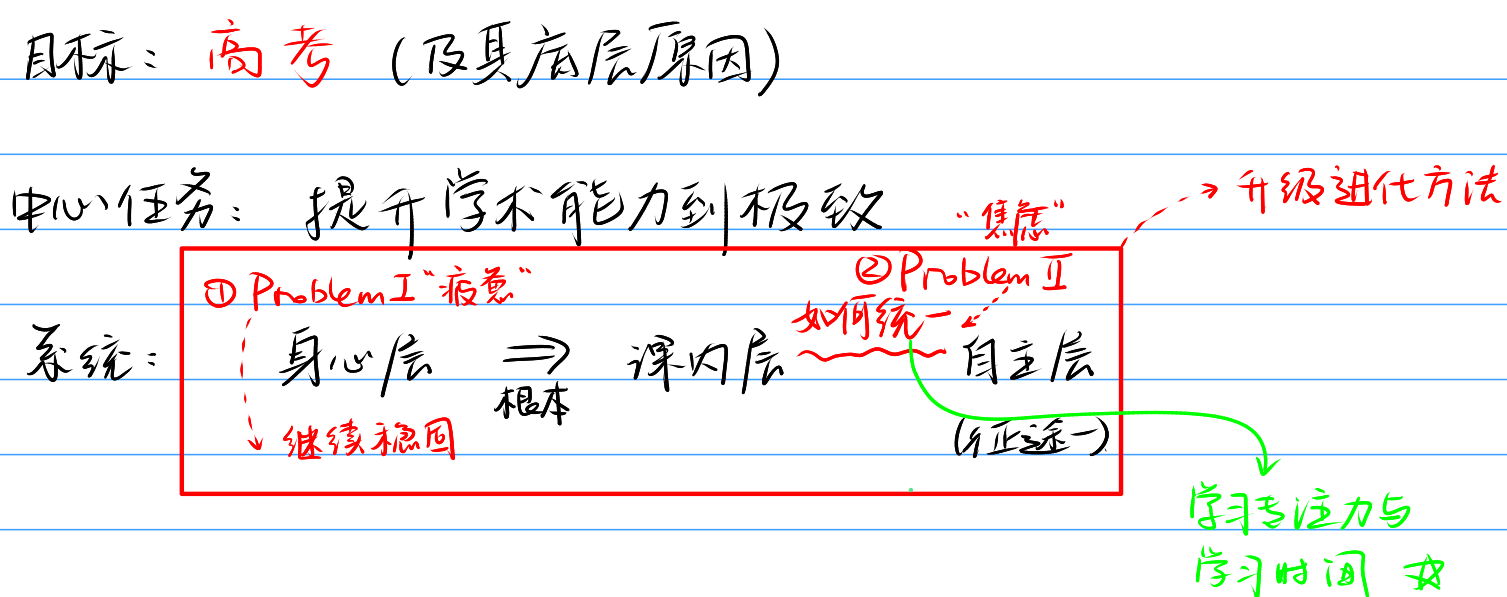 目标：高考（及其底层原因）
中心任务：提升学术能力到极致
"焦虑"
→升级进化方法
①Problem I "疲惫"
②Problem II
如何统一
系统：身心层 ⇒ 课内层 自主层
根本
继续稳固
正途一)
学习专注力与
学习时间 ☆